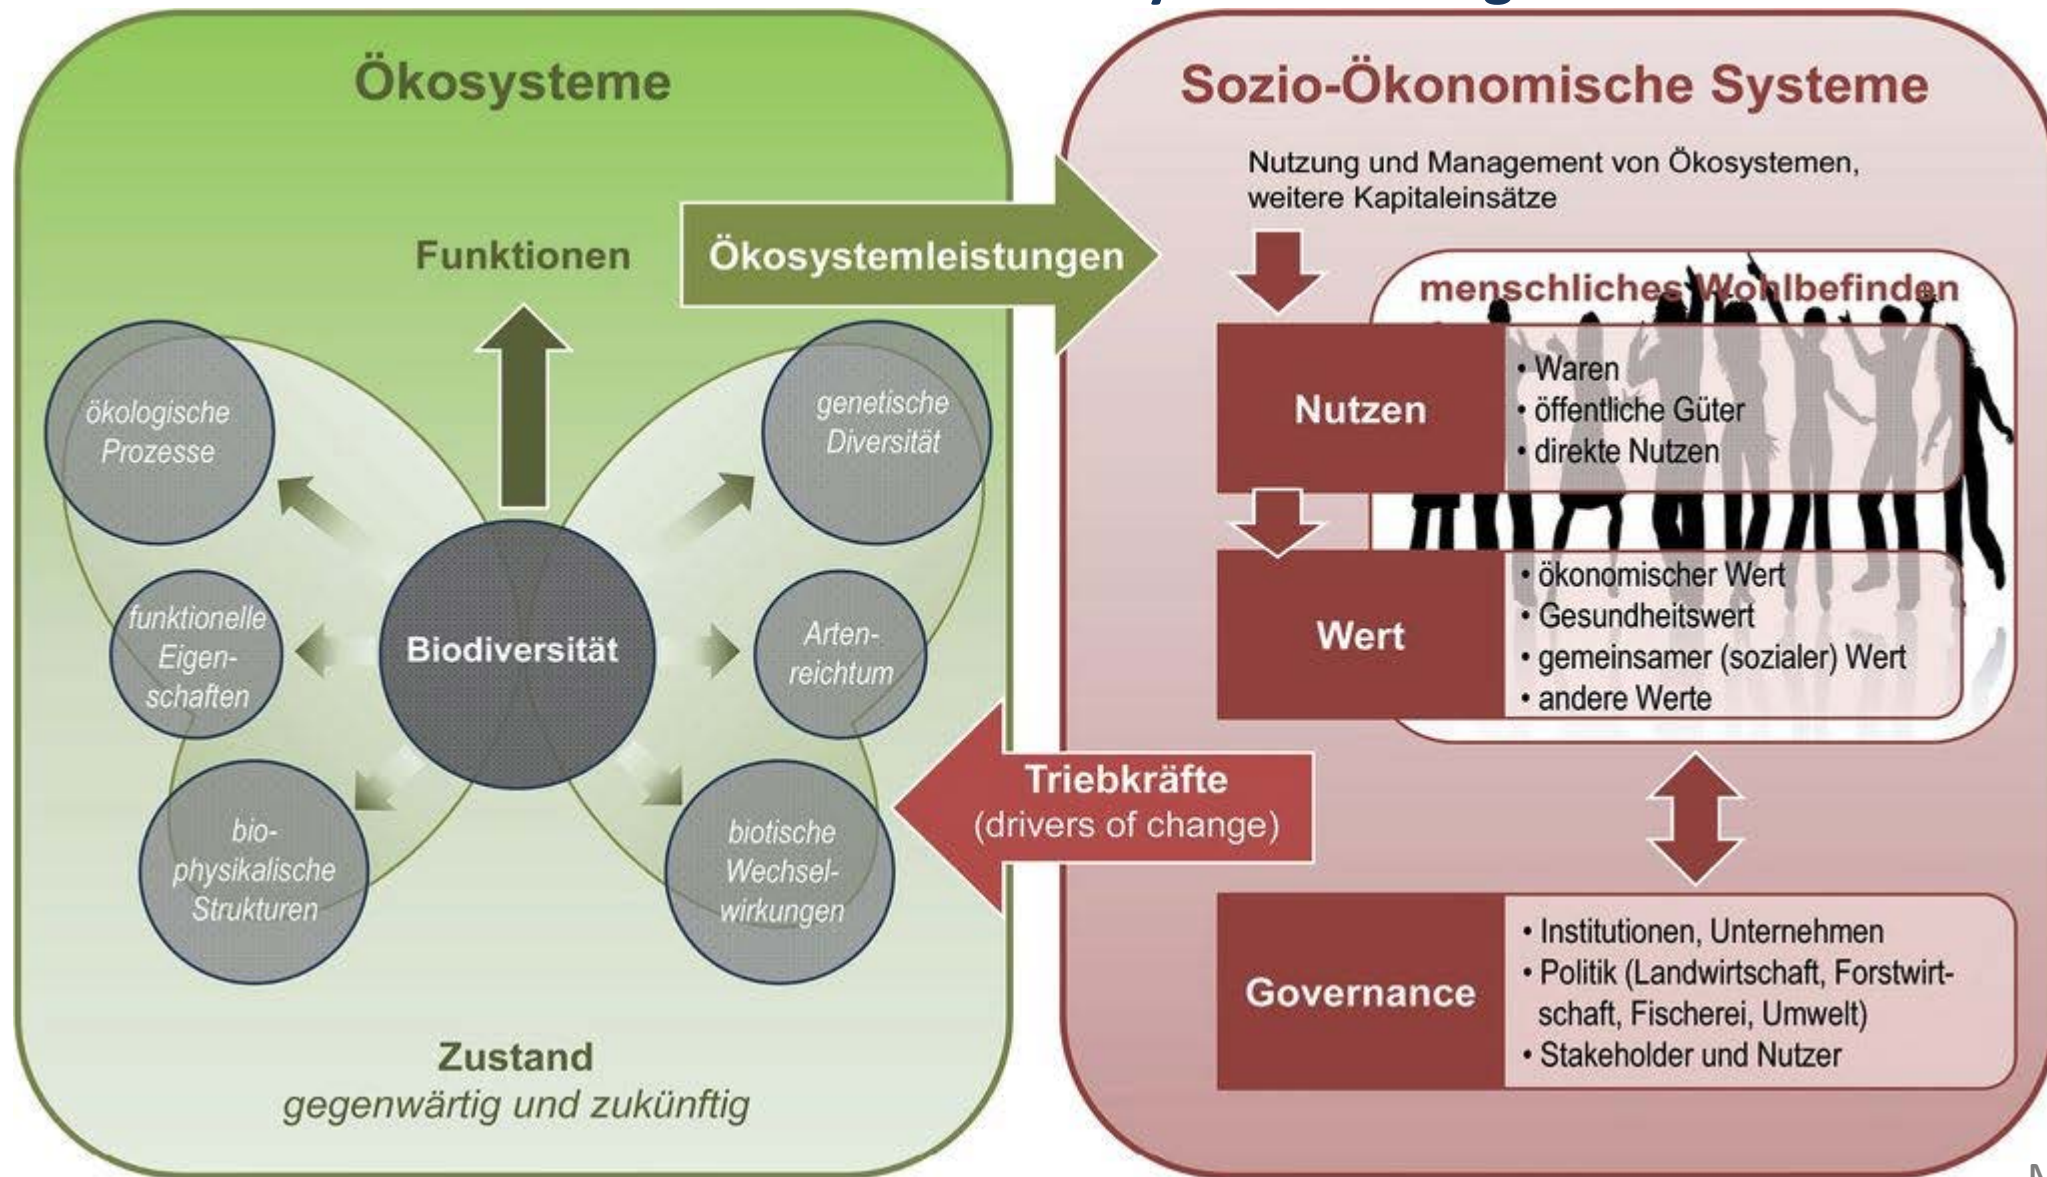 Ökosysteme
Funktionen
Ökosystemleistungen
ökologische
Prozesse
genetische
Diversität
funktionelle
Eigen-
schaften
Biodiversität
Arten-
reichtum
bio-
physikalische
Strukturen
biotische
Wechsel-
wirkungen
Zustand
gegenwärtig und zukünftig
Triebkräfte
(drivers of change)
Sozio-Ökonomische Systeme
Nutzung und Management von Ökosystemen,
weitere Kapitaleinsätze
menschliches Wohlbefinden
Nutzen
• Waren
• öffentliche Güter
• direkte Nutzen
Wert
• ökonomischer Wert
• Gesundheitswert
• gemeinsamer (sozialer) Wert
• andere Werte
Governance
• Institutionen, Unternehmen
• Politik (Landwirtschaft, Forstwirt-
schaft, Fischerei, Umwelt)
• Stakeholder und Nutzer